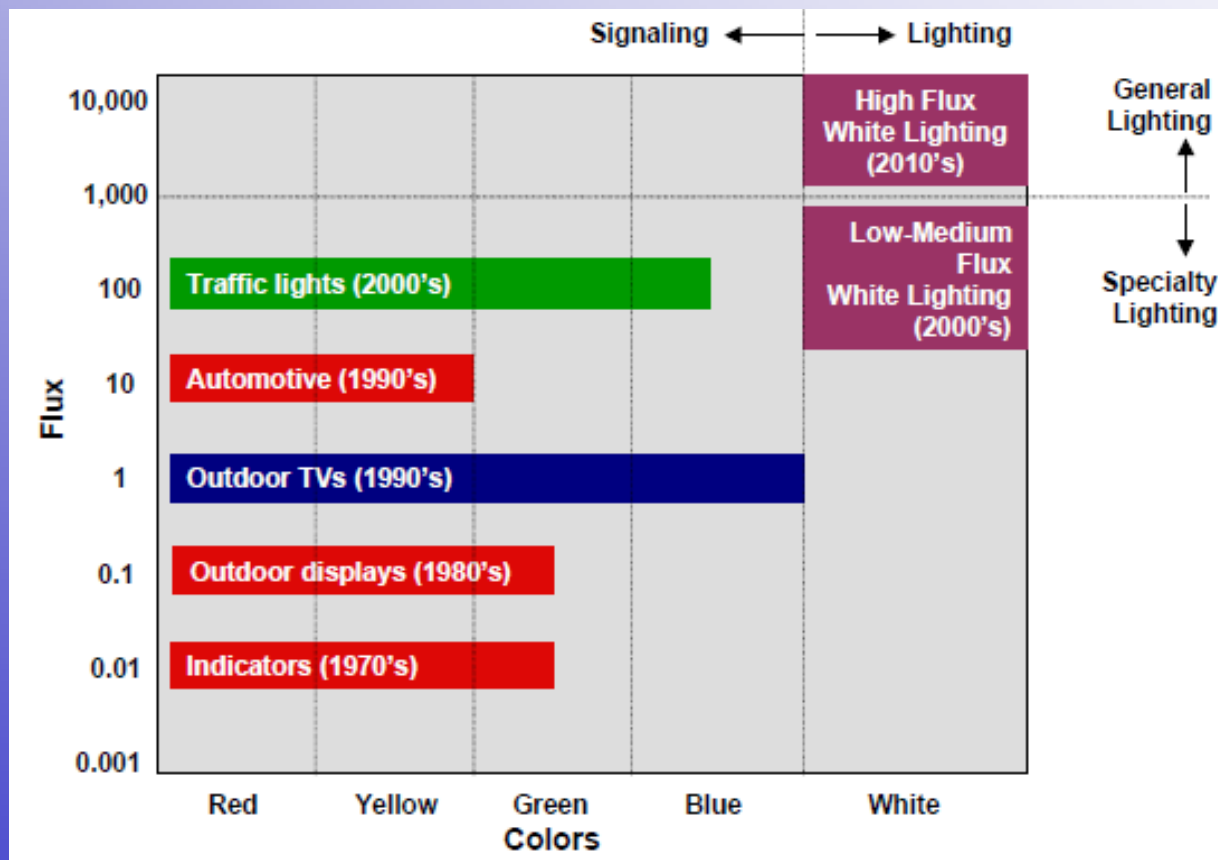 Signaling
Lighting
10,000
1,000
100
10
1
0.1
0.01
0.001
Flux
High Flux
White Lighting
(2010's)
General
Lighting
Low-Medium
Flux
White Lighting
(2000's)
Specialty
Lighting
Traffic lights (2000's)
Automotive (1990's)
Outdoor TVs (1990's)
Outdoor displays (1980's)
Indicators (1970's)
Red
Yellow
Green
Blue
White
Colors